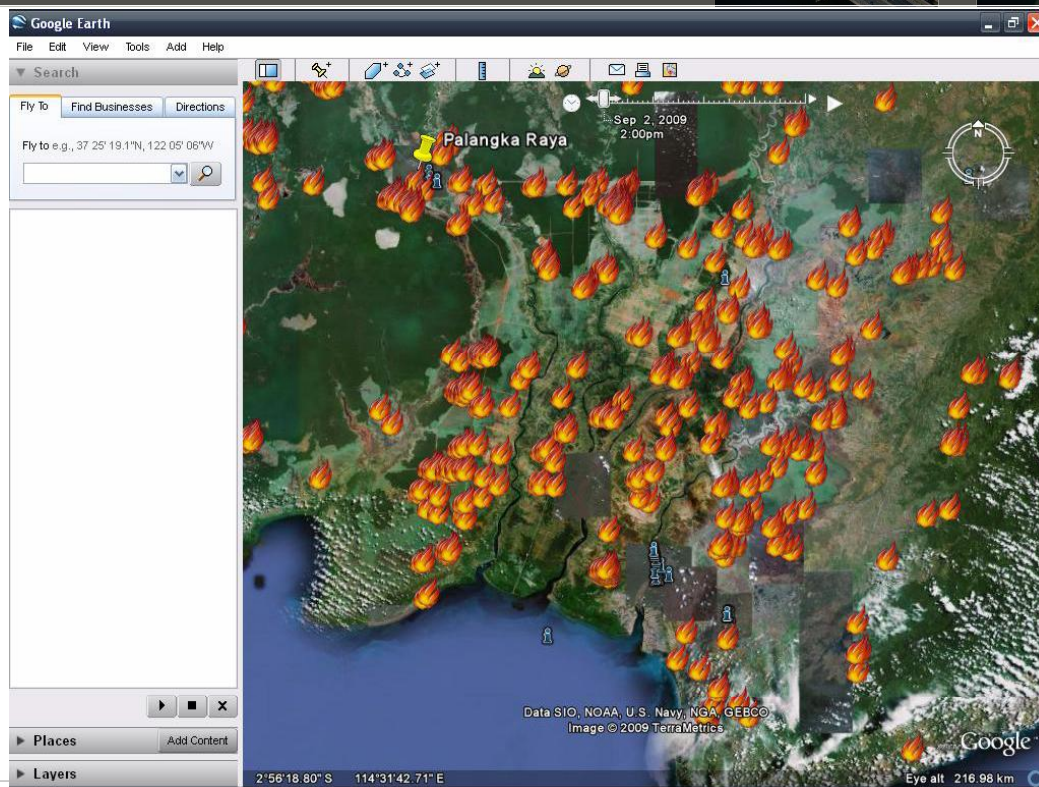 Google Earth
File Edit View Tools Add Help
Search
Fly To Find Businesses Directions
Fly to e.g., 37 25' 19.1"N, 122 05' 06"W
Sep 2, 2009
2:00pm
N
Palangka Raya
Data SIO, NOAA, U.S. Navy, NGA, GEBCO
Image © 2009 TerraMetrics
Google
Places Add Content
Layers
2°56'18.80" S 114°31'42.71" E Eye alt 216.98 km